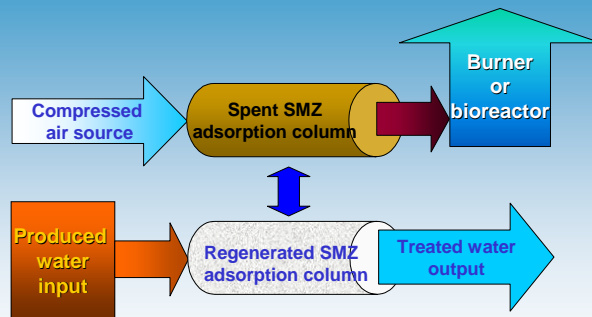 Compressed
air source
Spent SMZ
adsorption column
Burner
or
bioreactor
Produced
water
input
Regenerated SMZ
adsorption column
Treated water
output